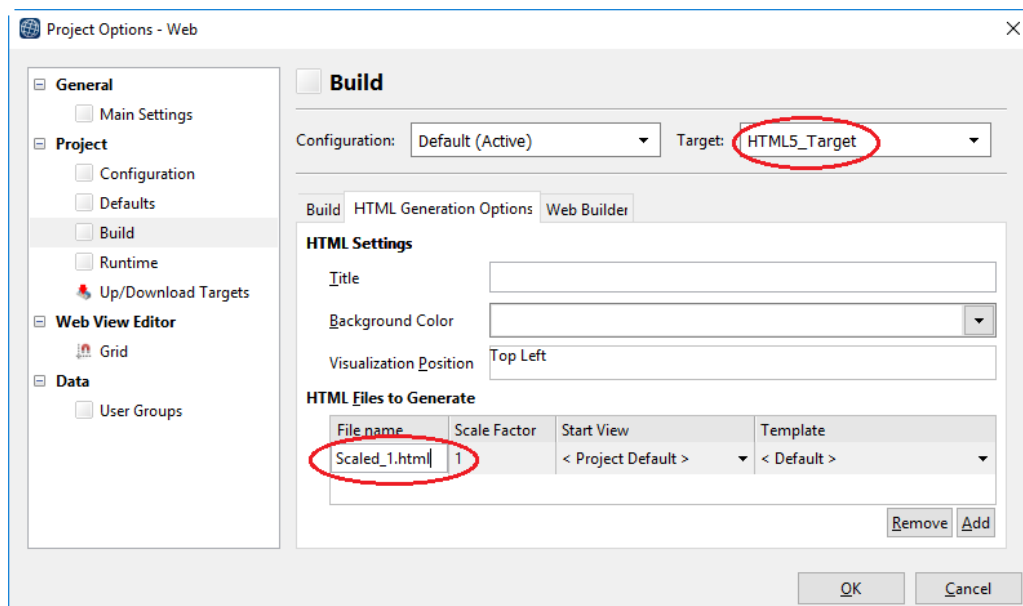 Project Options - Web
General
Main Settings
Project
Configuration
Defaults
Build
Runtime
Up/Download Targets
Web View Editor
Grid
Data
User Groups
Build
Configuration: Default (Active) Target: HTML5_Target
Build HTML Generation Options Web Builder
HTML Settings
Title
Background Color
Visualization Position Top Left
HTML Files to Generate
File name Scale Factor Start View Template
Scaled_1.html 1 < Project Default > < Default >
Remove Add
OK Cancel